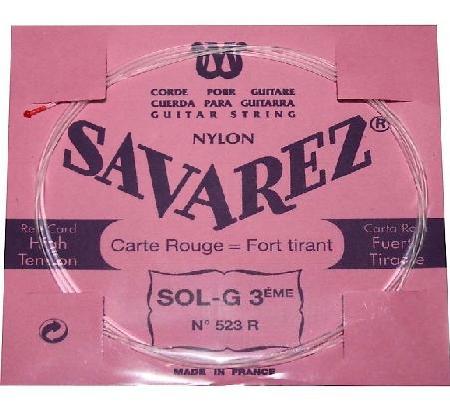 CORDE POUR GUITARE
CUERDA PARA GUITARRA
GUITAR STRING
NYLON
SAVAREZ®
Red Card
High
Tension
Carte Rouge = Fort tirant
Carta Roja
Fuerte
Tirante
SOL-G 3ÈME
N° 523 R
MADE IN FRANCE